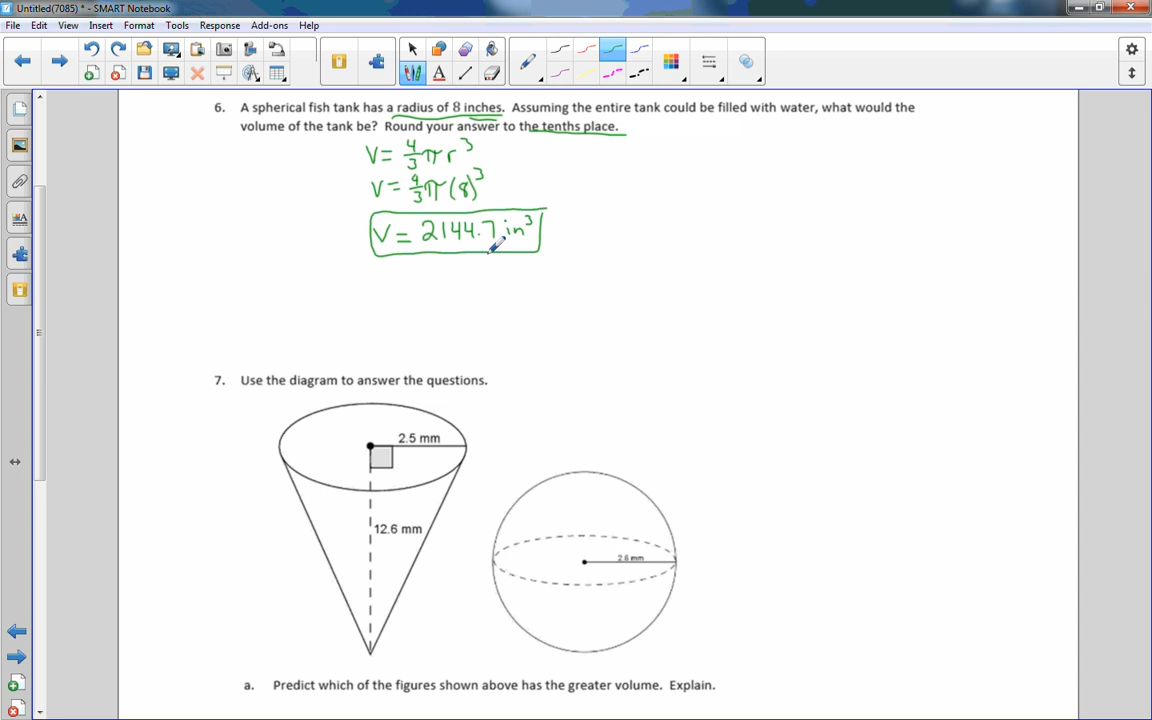 Untitled(7085) * - SMART Notebook
File Edit View Insert Format Tools Response Add-ons Help
6. A spherical fish tank has a radius of 8 inches. Assuming the entire tank could be filled with water, what would the
volume of the tank be? Round your answer to the tenths place.
V= 4/3 π r³
V= 4/3 π (8)³
V= 2144.7 in³
7. Use the diagram to answer the questions.
2.5 mm
12.6 mm
2.8 mm
a. Predict which of the figures shown above has the greater volume. Explain.